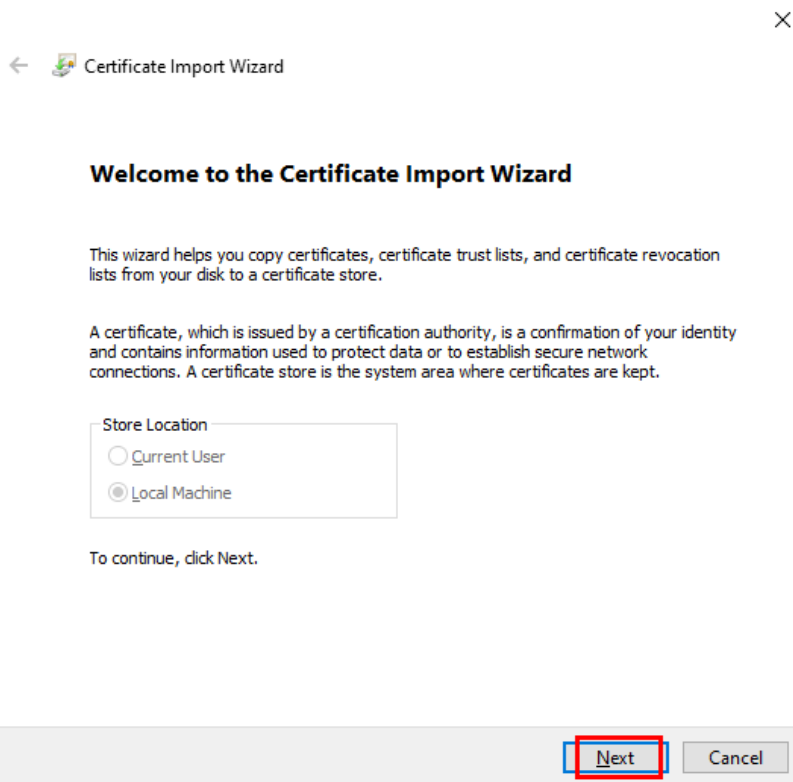 Certificate Import Wizard
Welcome to the Certificate Import Wizard
This wizard helps you copy certificates, certificate trust lists, and certificate revocation
lists from your disk to a certificate store.
A certificate, which is issued by a certification authority, is a confirmation of your identity
and contains information used to protect data or to establish secure network
connections. A certificate store is the system area where certificates are kept.
Store Location
Current User
Local Machine
To continue, click Next.
Next
Cancel